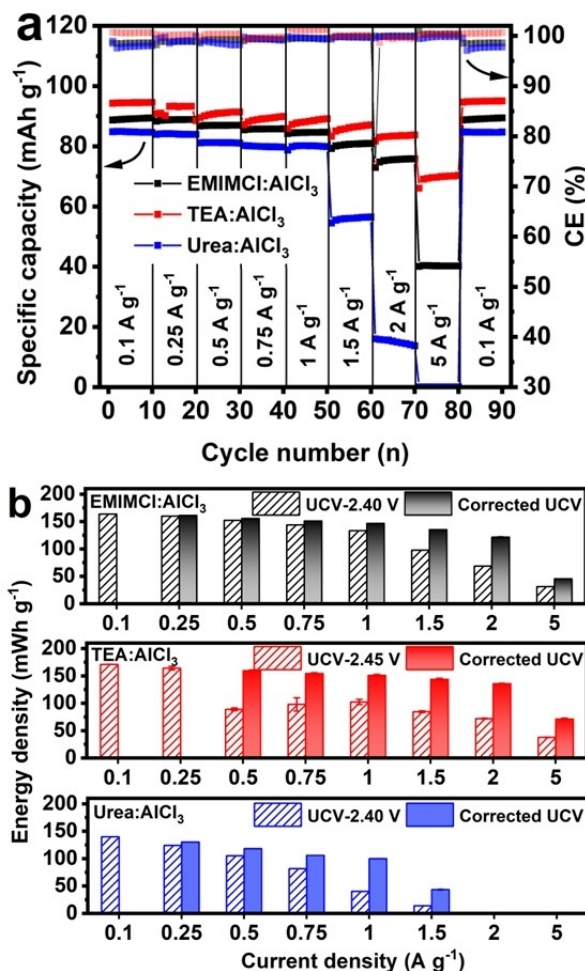 a
120
100
80
60
40
20
0
Specific capacity (mAh g⁻¹)
EMIMCl:AlCl₃
TEA:AlCl₃
Urea:AlCl₃
0.1 A g⁻¹
0.25 A g⁻¹
0.5 A g⁻¹
0.75 A g⁻¹
1 A g⁻¹
1.5 A g⁻¹
2 A g⁻¹
5 A g⁻¹
0.1 A g⁻¹
100
90
80
70
60
50
40
30
CE (%)
0 10 20 30 40 50 60 70 80 90
Cycle number (n)
b
Energy density (mWh g⁻¹)
200
150
100
50
0
EMIMCl:AlCl₃
UCV-2.40 V
Corrected UCV
0.1 0.25 0.5 0.75 1 1.5 2 5
200
150
100
50
0
TEA:AlCl₃
UCV-2.45 V
Corrected UCV
0.1 0.25 0.5 0.75 1 1.5 2 5
200
150
100
50
0
Urea:AlCl₃
UCV-2.40 V
Corrected UCV
0.1 0.25 0.5 0.75 1 1.5 2 5
Current density (A g⁻¹)